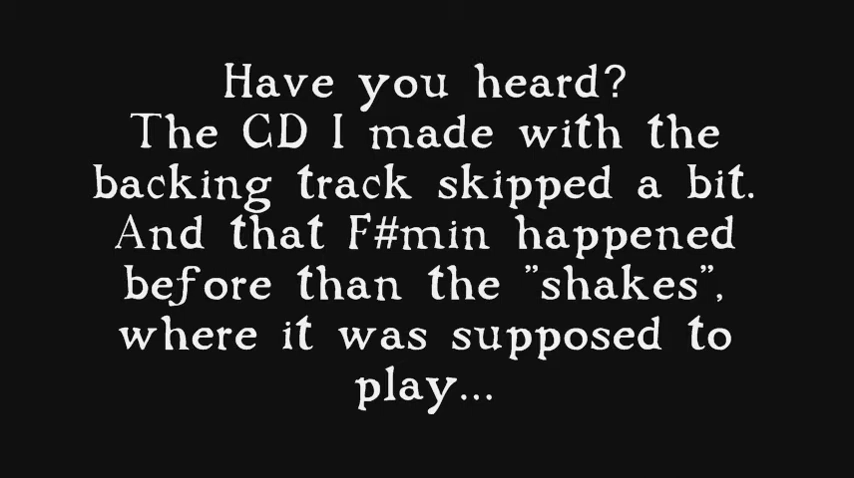 Have you heard?
The CD I made with the
backing track skipped a bit.
And that F#min happened
before than the "shakes",
where it was supposed to
play...